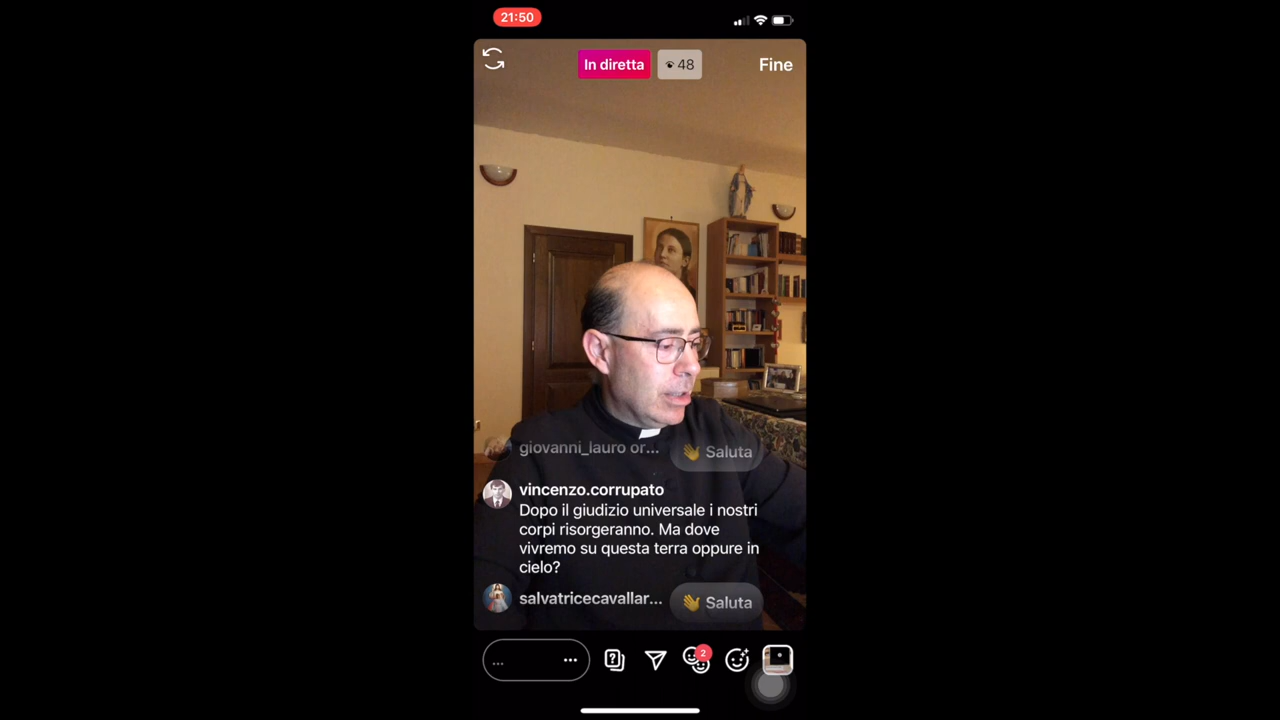 21:50
In diretta
48
Fine
giovanni_lauro or...
👋 Saluta
vincenzo.corrupato
Dopo il giudizio universale i nostri
corpi risorgeranno. Ma dove
vivremo su questa terra oppure in
cielo?
salvatricecavallar...
👋 Saluta
...
2